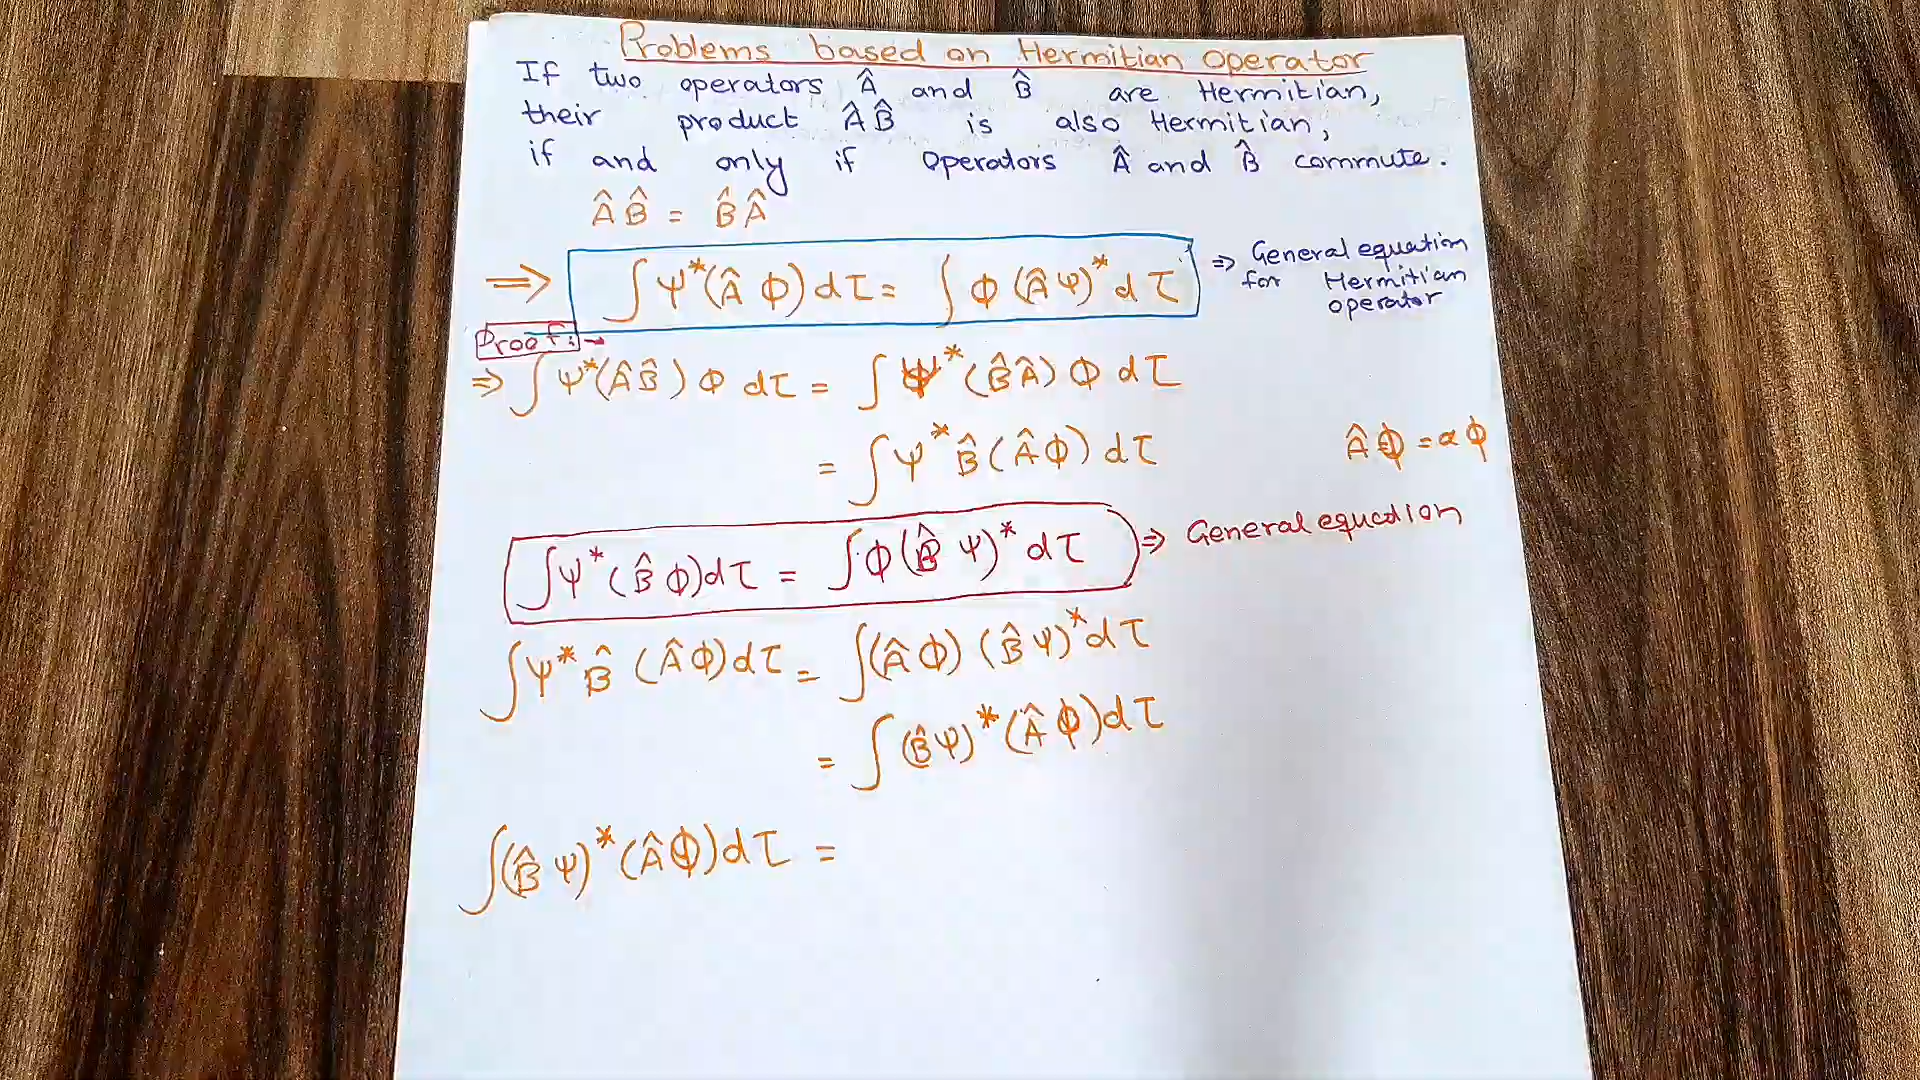 Problems based on Hermitian Operator
If two operators Â and B̂ are Hermitian,
their product ÂB̂ is also Hermitian,
if and only if Operators Â and B̂ commute.
ÂB̂ = B̂Â
⇒ ∫ψ*(Âϕ)dτ = ∫ϕ(Âψ)*dτ ⇒ General equation
for Hermitian
operator
Proof:→
⇒ ∫ψ*(ÂB̂)ϕ dτ = ∫ψ*(B̂Â)ϕ dτ
= ∫ψ*B̂(Âϕ)dτ Âϕ = αϕ
∫ψ*(B̂ϕ)dτ = ∫ϕ(B̂ψ)*dτ ⇒ General equation
∫ψ*B̂(Âϕ)dτ = ∫(Âϕ)(B̂ψ)*dτ
= ∫(B̂ψ)*(Âϕ)dτ
∫(B̂ψ)*(Âϕ)dτ =